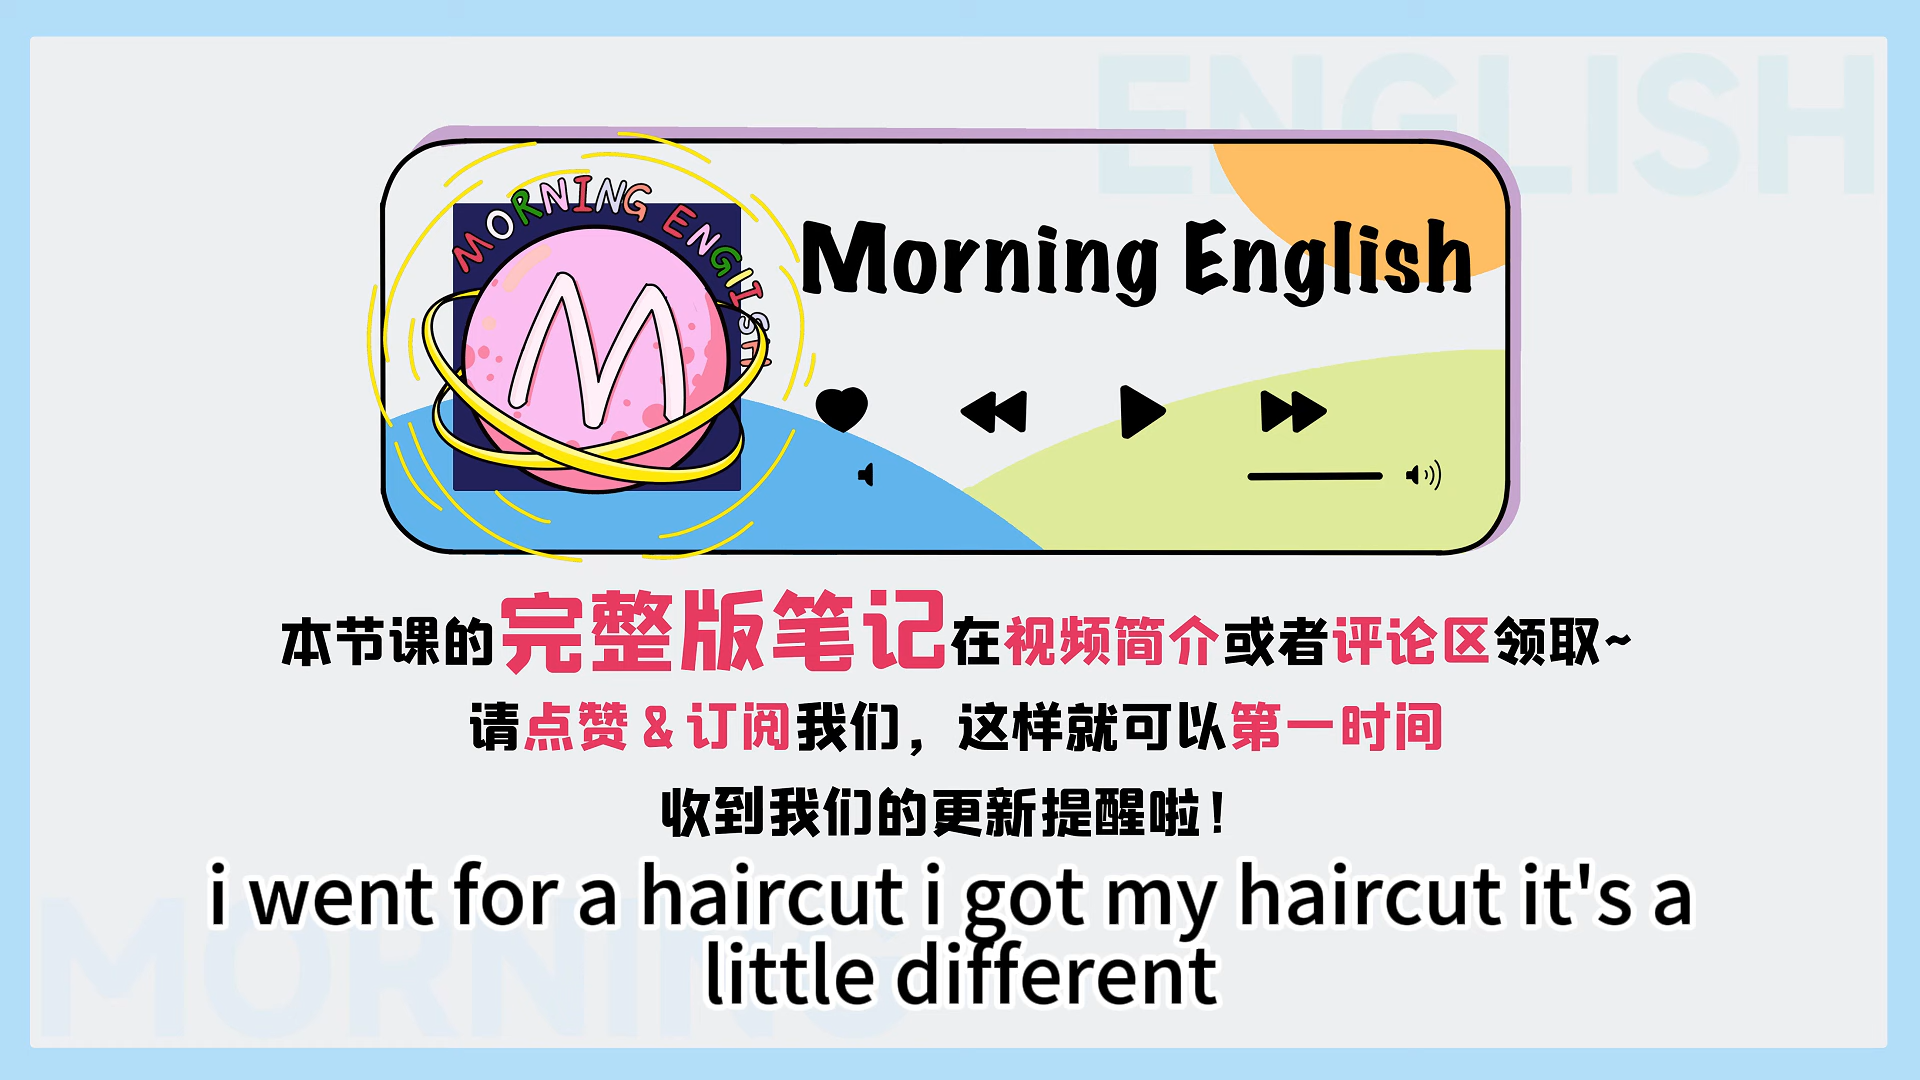 ENGLISH
MORNING ENGLISH
M
Morning English
本节课的完整版笔记在视频简介或者评论区领取~
请点赞&订阅我们，这样就可以第一时间
收到我们的更新提醒啦！
MORNING
i went for a haircut i got my haircut it's a
little different